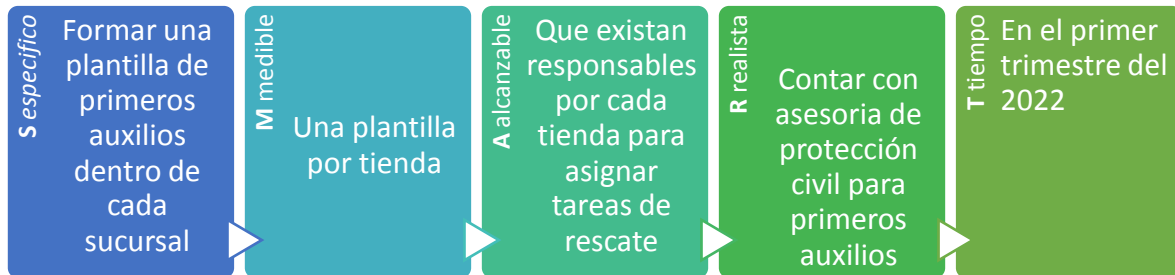 S específico
Formar una
plantilla de
primeros
auxilios
dentro de
cada
sucursal
M medible
Una plantilla
por tienda
A alcanzable
Que existan
responsables
por cada
tienda para
asignar
tareas de
rescate
R realista
Contar con
asesoria de
protección
civil para
primeros
auxilios
T tiempo
En el primer
trimestre del
2022